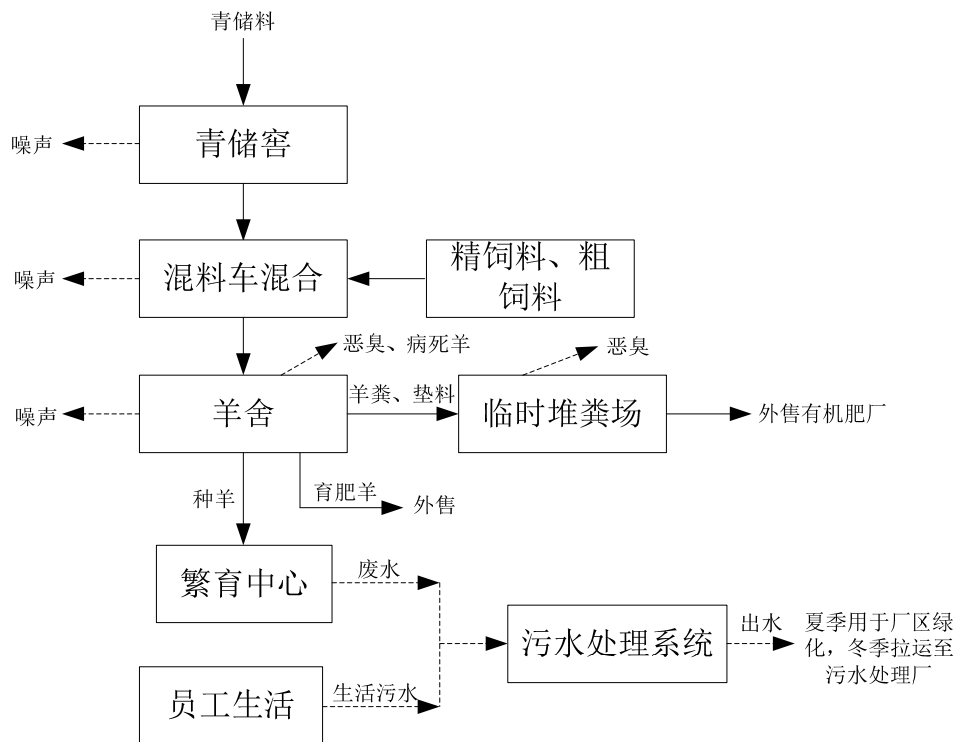 青储料
噪声
青储窖
噪声
混料车混合
精饲料、粗
饲料
恶臭、病死羊
恶臭
噪声
羊舍
羊粪、垫料
临时堆粪场
外售有机肥厂
种羊
育肥羊
外售
繁育中心
废水
污水处理系统
出水
夏季用于厂区绿
化，冬季拉运至
污水处理厂
员工生活
生活污水